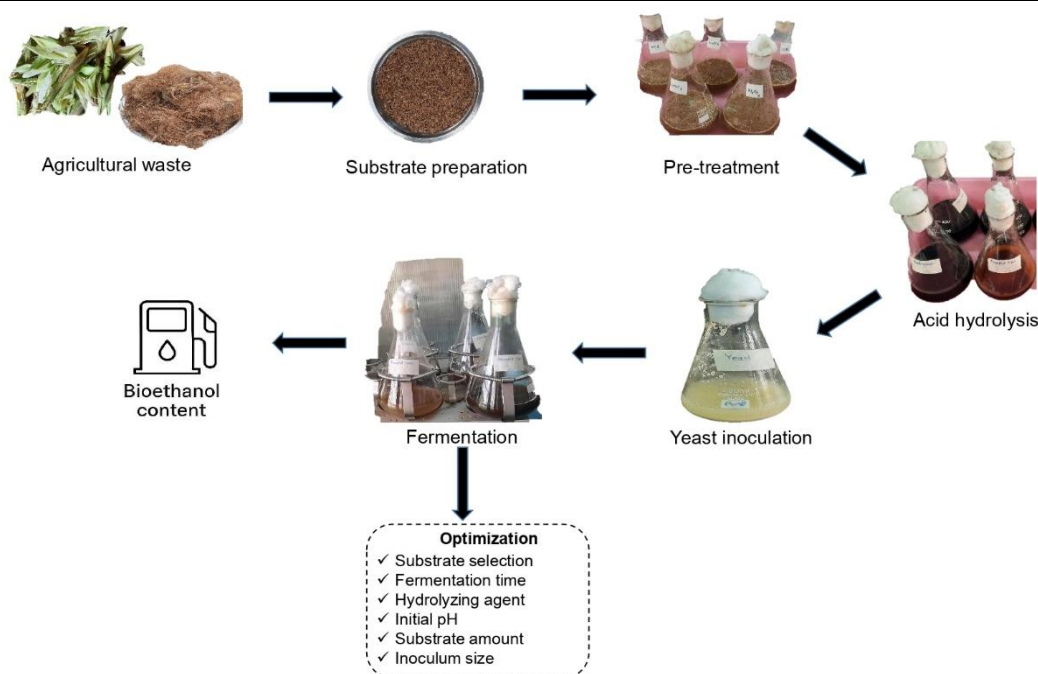 Agricultural waste
Substrate preparation
Pre-treatment
Acid hydrolysis
Yeast
Yeast inoculation
Fermentation
Bioethanol
content
Optimization
✓ Substrate selection
✓ Fermentation time
✓ Hydrolyzing agent
✓ Initial pH
✓ Substrate amount
✓ Inoculum size